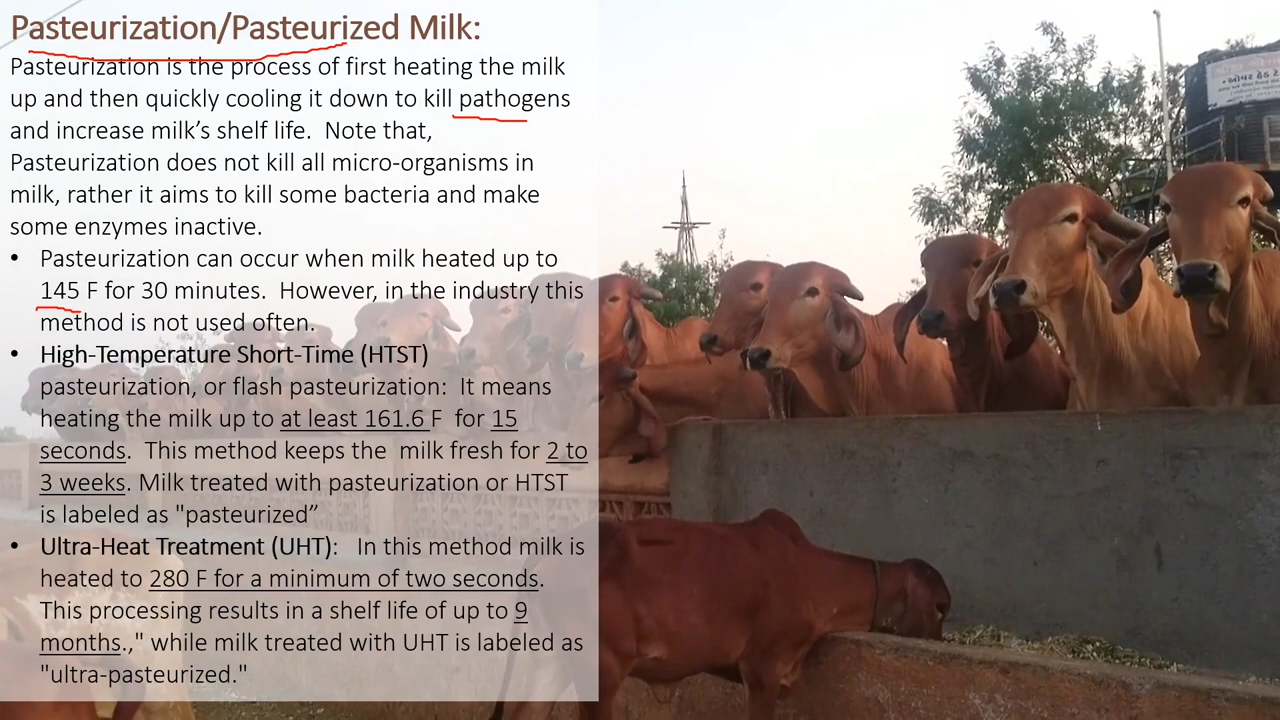 Pasteurization/Pasteurized Milk:
Pasteurization is the process of first heating the milk
up and then quickly cooling it down to kill pathogens
and increase milk’s shelf life.  Note that,
Pasteurization does not kill all micro-organisms in
milk, rather it aims to kill some bacteria and make
some enzymes inactive.
• Pasteurization can occur when milk heated up to
145 F for 30 minutes.  However, in the industry this
method is not used often.
• High-Temperature Short-Time (HTST)
pasteurization, or flash pasteurization:  It means
heating the milk up to at least 161.6 F  for 15
seconds.  This method keeps the  milk fresh for 2 to
3 weeks. Milk treated with pasteurization or HTST
is labeled as "pasteurized”
• Ultra-Heat Treatment (UHT):   In this method milk is
heated to 280 F for a minimum of two seconds.
This processing results in a shelf life of up to 9
months.," while milk treated with UHT is labeled as
"ultra-pasteurized."